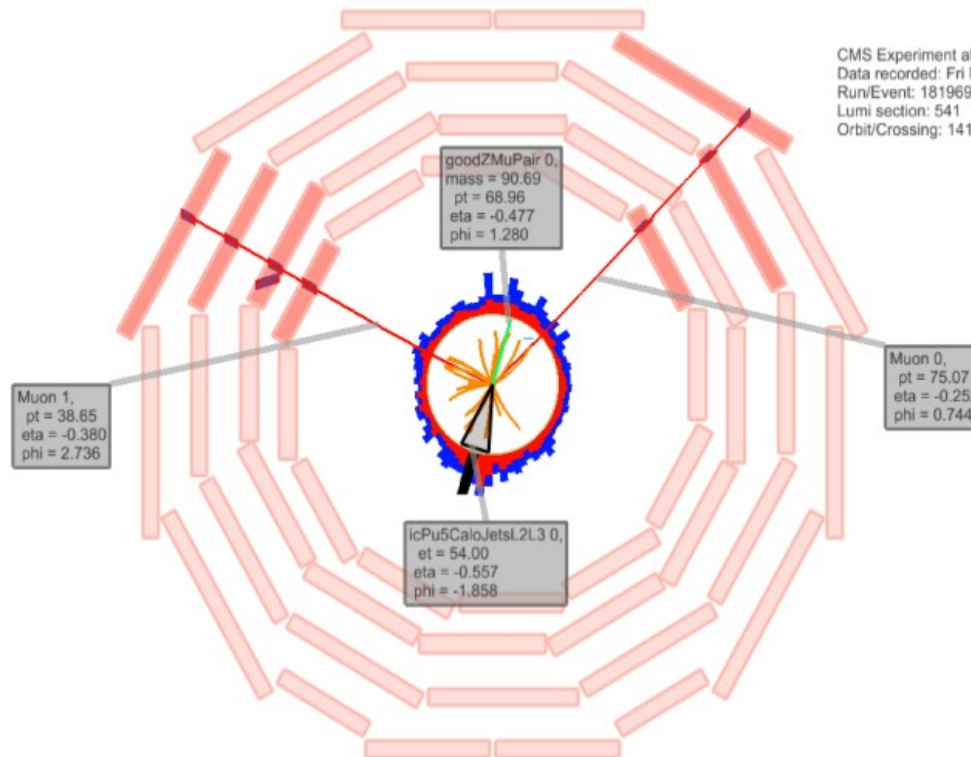 CMS Experiment at
Data recorded: Fri
Run/Event: 181969
Lumi section: 541
Orbit/Crossing: 141
goodZMuPair 0,
mass = 90.69
pt = 68.96
eta = -0.477
phi = 1.280
Muon 1,
pt = 38.65
eta = -0.380
phi = 2.736
Muon 0,
pt = 75.07
eta = -0.25
phi = 0.744
icPu5CaloJetsL2L3 0,
et = 54.00
eta = -0.557
phi = -1.858